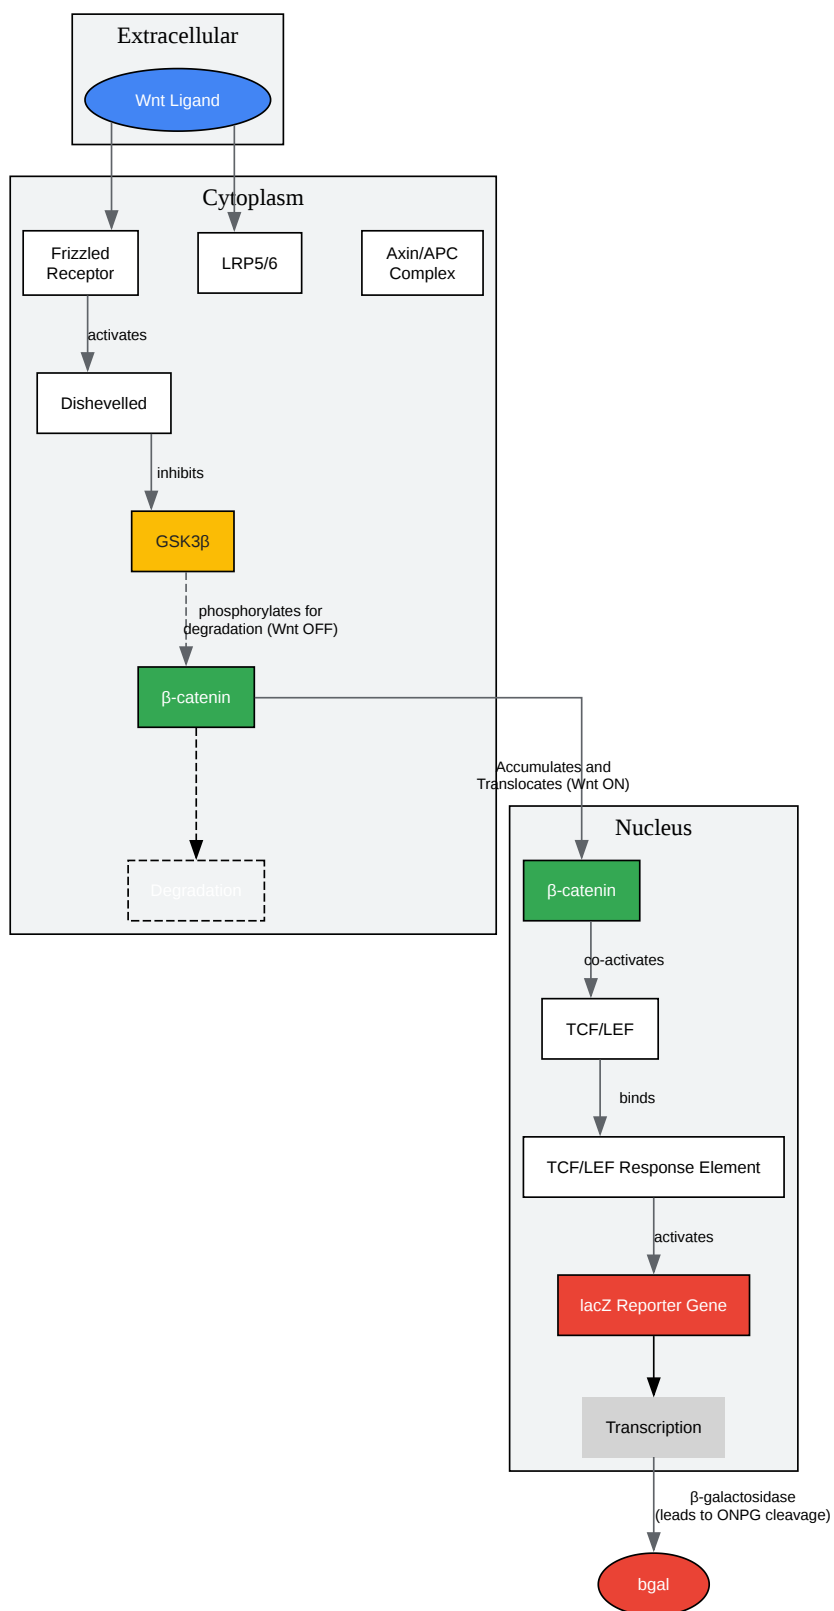 Extracellular
Wnt Ligand
Cytoplasm
Frizzled
Receptor
LRP5/6
Axin/APC
Complex
activates
Dishevelled
inhibits
GSK3β
phosphorylates for
degradation (Wnt OFF)
β-catenin
Accumulates and
Translocates (Wnt ON)
Degradation
Nucleus
β-catenin
co-activates
TCF/LEF
binds
TCF/LEF Response Element
activates
lacZ Reporter Gene
Transcription
β-galactosidase
(leads to ONPG cleavage)
bgal